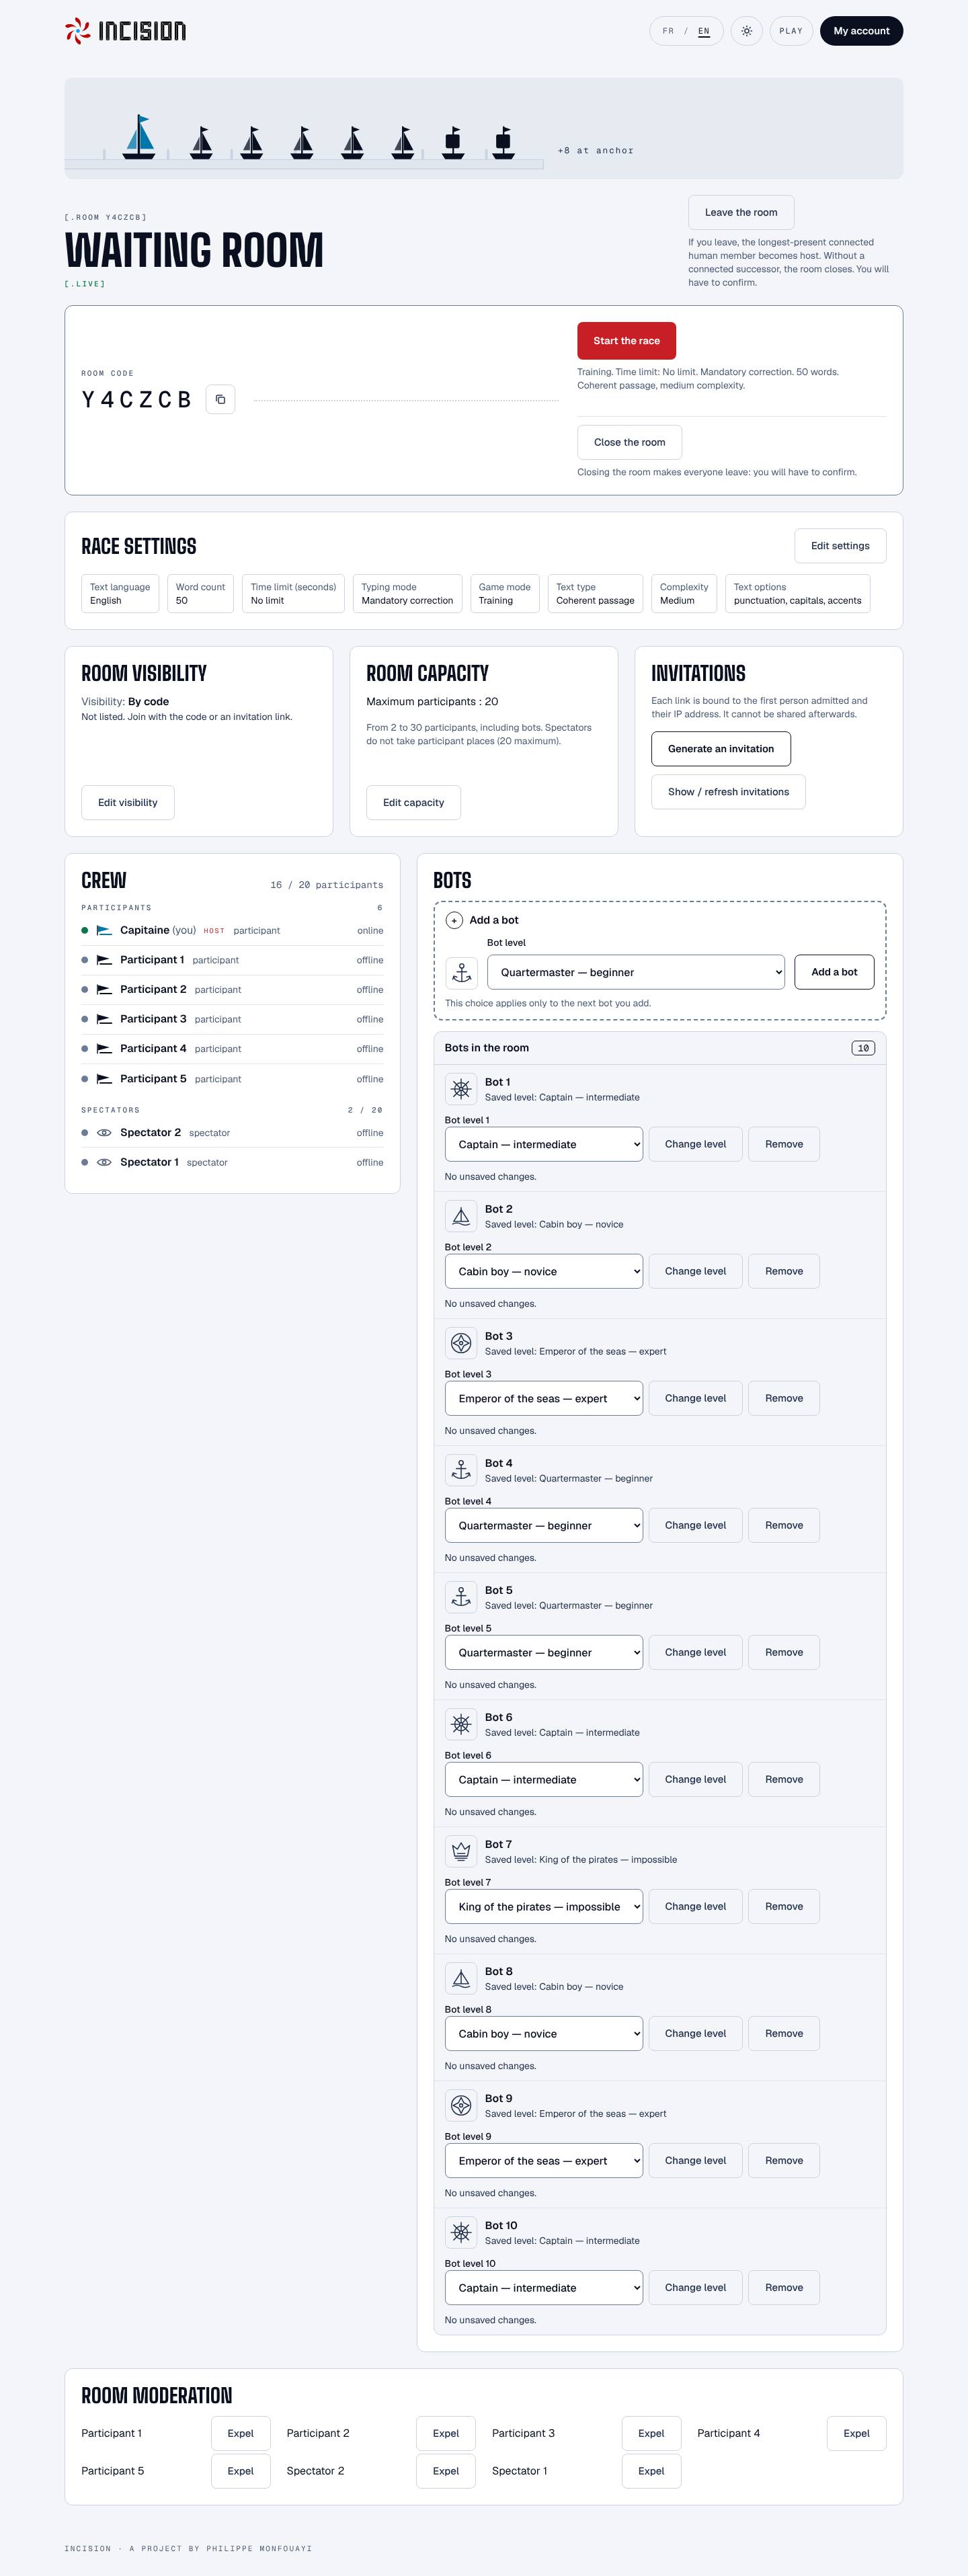 INCISION
FR / EN
PLAY
My account
+8 at anchor
[.ROOM Y4CZCB]
WAITING ROOM
[.LIVE]
Leave the room
If you leave, the longest-present connected
human member becomes host. Without a
connected successor, the room closes. You will
have to confirm.
ROOM CODE
Y4CZCB
Start the race
Training. Time limit: No limit. Mandatory correction. 50 words.
Coherent passage, medium complexity.
Close the room
Closing the room makes everyone leave: you will have to confirm.
RACE SETTINGS
Edit settings
Text language
English
Word count
50
Time limit (seconds)
No limit
Typing mode
Mandatory correction
Game mode
Training
Text type
Coherent passage
Complexity
Medium
Text options
punctuation, capitals, accents
ROOM VISIBILITY
Visibility: By code
Not listed. Join with the code or an invitation link.
Edit visibility
ROOM CAPACITY
Maximum participants : 20
From 2 to 30 participants, including bots. Spectators
do not take participant places (20 maximum).
Edit capacity
INVITATIONS
Each link is bound to the first person admitted and
their IP address. It cannot be shared afterwards.
Generate an invitation
Show / refresh invitations
CREW
16 / 20 participants
PARTICIPANTS 6
Capitaine (you) HOST participant online
Participant 1 participant offline
Participant 2 participant offline
Participant 3 participant offline
Participant 4 participant offline
Participant 5 participant offline
SPECTATORS 2 / 20
Spectator 2 spectator offline
Spectator 1 spectator offline
BOTS
+ Add a bot
Bot level
Quartermaster — beginner
Add a bot
This choice applies only to the next bot you add.
Bots in the room 10
Bot 1
Saved level: Captain — intermediate
Bot level 1
Captain — intermediate Change level Remove
No unsaved changes.
Bot 2
Saved level: Cabin boy — novice
Bot level 2
Cabin boy — novice Change level Remove
No unsaved changes.
Bot 3
Saved level: Emperor of the seas — expert
Bot level 3
Emperor of the seas — expert Change level Remove
No unsaved changes.
Bot 4
Saved level: Quartermaster — beginner
Bot level 4
Quartermaster — beginner Change level Remove
No unsaved changes.
Bot 5
Saved level: Quartermaster — beginner
Bot level 5
Quartermaster — beginner Change level Remove
No unsaved changes.
Bot 6
Saved level: Captain — intermediate
Bot level 6
Captain — intermediate Change level Remove
No unsaved changes.
Bot 7
Saved level: King of the pirates — impossible
Bot level 7
King of the pirates — impossible Change level Remove
No unsaved changes.
Bot 8
Saved level: Cabin boy — novice
Bot level 8
Cabin boy — novice Change level Remove
No unsaved changes.
Bot 9
Saved level: Emperor of the seas — expert
Bot level 9
Emperor of the seas — expert Change level Remove
No unsaved changes.
Bot 10
Saved level: Captain — intermediate
Bot level 10
Captain — intermediate Change level Remove
No unsaved changes.
ROOM MODERATION
Participant 1 Expel Participant 2 Expel Participant 3 Expel Participant 4 Expel
Participant 5 Expel Spectator 2 Expel Spectator 1 Expel
INCISION · A PROJECT BY PHILIPPE MONFOUAYI